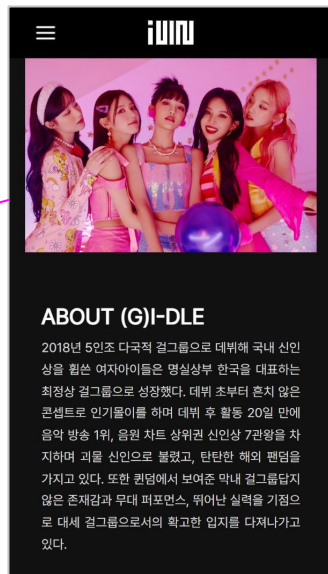 ABOUT (G)I-DLE
2018년 5인조 다국적 걸그룹으로 데뷔해 국내 신인
상을 휩쓴 여자아이들은 명실상부 한국을 대표하는
최정상 걸그룹으로 성장했다. 데뷔 초부터 흔치 않은
콘셉트로 인기몰이를 하며 데뷔 후 활동 20일 만에
음악 방송 1위, 음원 차트 상위권 신인상 7관왕을 차
지하며 괴물 신인으로 불렸고, 탄탄한 해외 팬덤을
가지고 있다. 또한 퀸덤에서 보여준 막내 걸그룹답지
않은 존재감과 무대 퍼포먼스, 뛰어난 실력을 기점으
로 대세 걸그룹으로서의 확고한 입지를 다져나가고
있다.